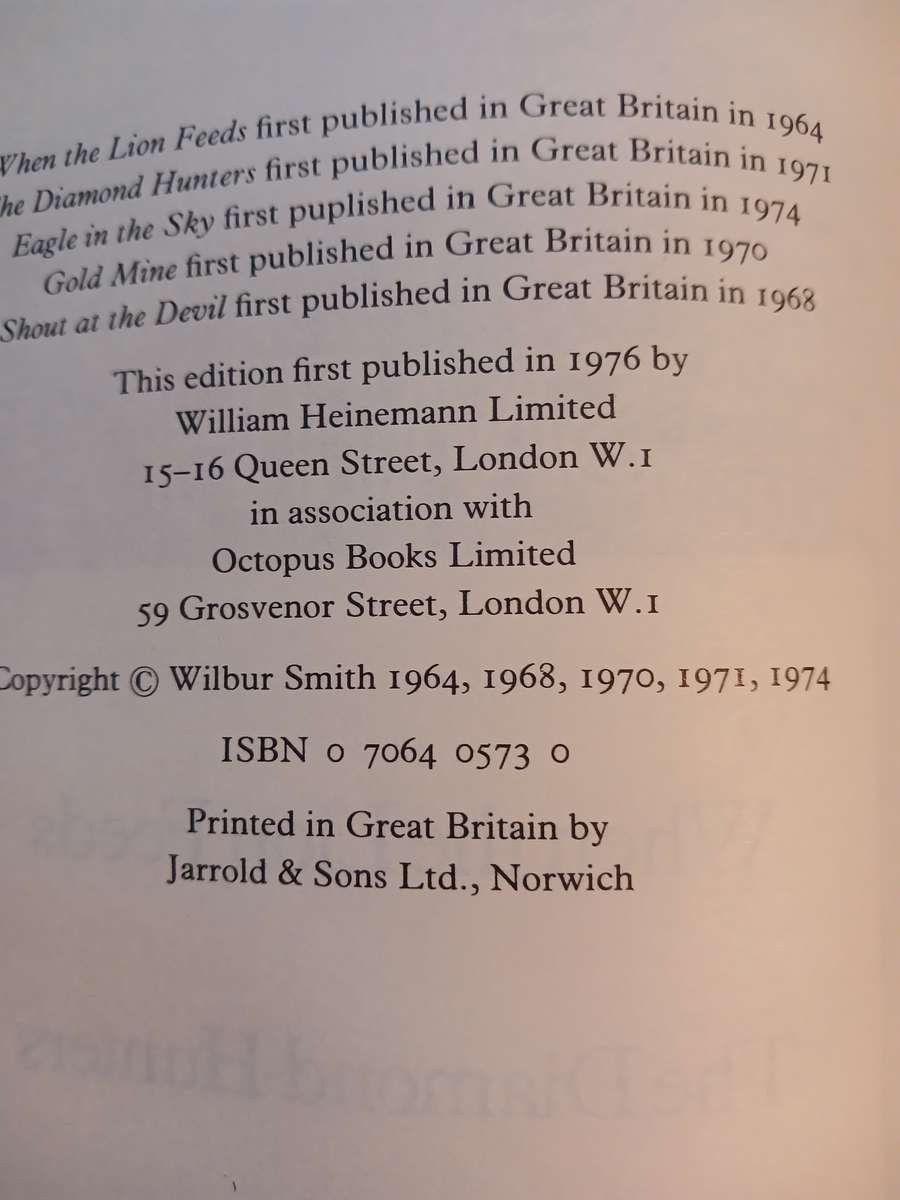 When the Lion Feeds first published in Great Britain in 1964
The Diamond Hunters first published in Great Britain in 1971
Eagle in the Sky first puplished in Great Britain in 1974
Gold Mine first published in Great Britain in 1970
Shout at the Devil first published in Great Britain in 1968
This edition first published in 1976 by
William Heinemann Limited
15–16 Queen Street, London W.1
in association with
Octopus Books Limited
59 Grosvenor Street, London W.1
Copyright © Wilbur Smith 1964, 1968, 1970, 1971, 1974
ISBN 0 7064 0573 0
Printed in Great Britain by
Jarrold & Sons Ltd., Norwich